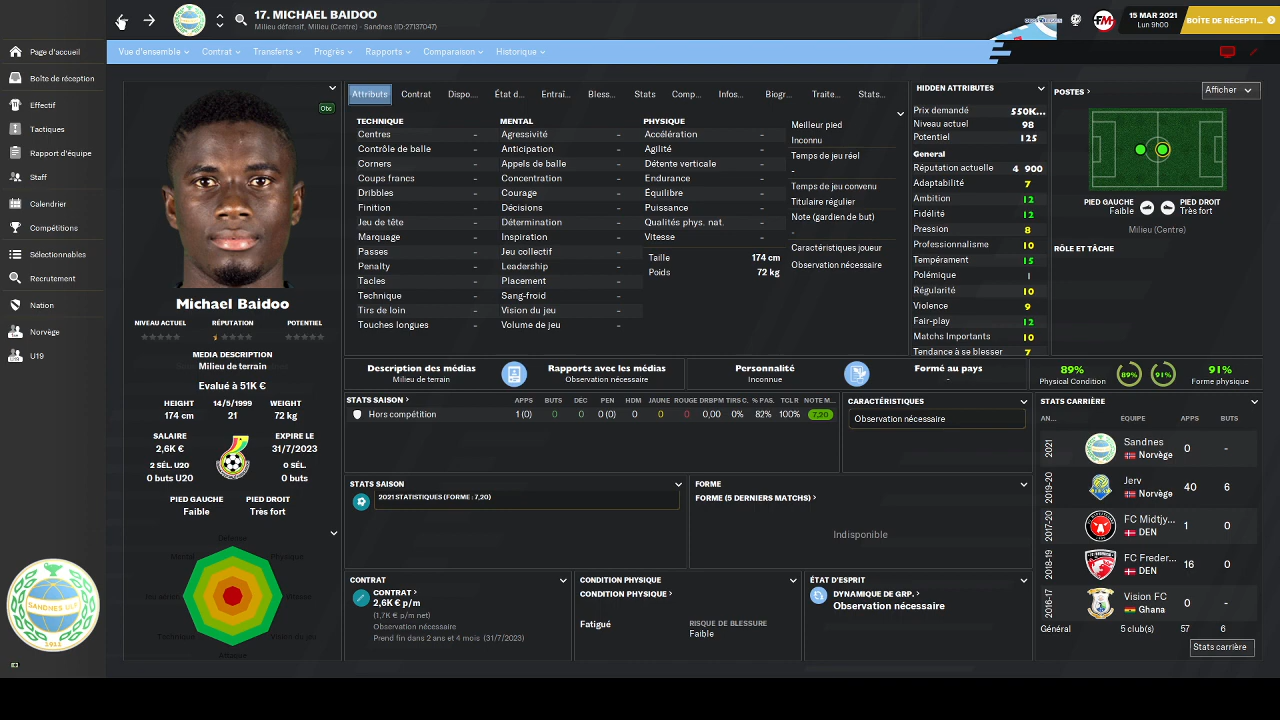 17. MICHAEL BAIDOO
Milieu défensif, Milieu (Centre) - Sandnes (ID:27137047)
15 MAR 2021
Lun 9h00
BOÎTE DE RÉCEPTI...
FM
Vue d'ensemble
Contrat
Transferts
Progrès
Rapports
Comparaison
Historique
Page d'accueil
Boîte de réception
Effectif
Tactiques
Rapport d'équipe
Staff
Calendrier
Compétitions
Sélectionnables
Recrutement
Nation
Norvège
U19
SANDNES ULF
1911
Obs
Michael Baidoo
NIVEAU ACTUEL RÉPUTATION POTENTIEL
MEDIA DESCRIPTION
Milieu de terrain
Evalué à 51K €
HEIGHT 14/5/1999 WEIGHT
174 cm 21 72 kg
SALAIRE EXPIRE LE
2,6K € 31/7/2023
2 SÉL. U20 0 SÉL.
0 buts U20 0 buts
PIED GAUCHE PIED DROIT
Faible Très fort
Défense
Mental Physique
Jeu aérien Vitesse
Technique Vision du jeu
Attaque
Attributs Contrat Dispo... État d... Entraî... Bless... Stats Comp... Infos... Biogr... Traite... Stats...
TECHNIQUE MENTAL PHYSIQUE
Centres - Agressivité - Accélération -
Contrôle de balle - Anticipation - Agilité -
Corners - Appels de balle - Détente verticale -
Coups francs - Concentration - Endurance -
Dribbles - Courage - Équilibre -
Finition - Décisions - Puissance -
Jeu de tête - Détermination - Qualités phys. nat. -
Marquage - Inspiration - Vitesse -
Passes - Jeu collectif - Taille 174 cm
Penalty - Leadership - Poids 72 kg
Tacles - Placement -
Technique - Sang-froid -
Tirs de loin - Vision du jeu -
Touches longues - Volume de jeu -
Meilleur pied
Inconnu
Temps de jeu réel
-
Temps de jeu convenu
Titulaire régulier
Note (gardien de but)
-
Caractéristiques joueur
Observation nécessaire
HIDDEN ATTRIBUTES
Prix demandé 550K...
Niveau actuel 98
Potentiel 125
General
Réputation actuelle 4 900
Adaptabilité 7
Ambition 12
Fidélité 12
Pression 8
Professionnalisme 10
Tempérament 15
Polémique 1
Régularité 10
Violence 9
Fair-play 12
Matchs Importants 10
Tendance à se blesser 7
POSTES >
Afficher
PIED GAUCHE PIED DROIT
Faible Très fort
Milieu (Centre)
RÔLE ET TÂCHE
Description des médias
Milieu de terrain
Rapports avec les médias
Observation nécessaire
Personnalité
Inconnue
Formé au pays
-
89%
Physical Condition
89%
91%
91%
Forme physique
STATS SAISON > APPS BUTS DÉC PEN HDM JAUNE ROUGE DRBPM TIRS C. % PAS. TCLR NOTE M...
Hors compétition 1 (0) 0 0 0 (0) 0 0 0 0,00 0% 82% 100% 7,20
CARACTÉRISTIQUES
Observation nécessaire
STATS SAISON
2021 STATISTIQUES (FORME : 7,20)
FORME
FORME (5 DERNIERS MATCHS) >
Indisponible
CONTRAT
CONTRAT >
2,6K € p/m
(1,7K € p/m net)
Observation nécessaire
Prend fin dans 2 ans et 4 mois (31/7/2023)
CONDITION PHYSIQUE
CONDITION PHYSIQUE >
Fatigué
RISQUE DE BLESSURE
Faible
ÉTAT D'ESPRIT
DYNAMIQUE DE GRP. >
Observation nécessaire
STATS CARRIÈRE
AN... EQUIPE APPS BUTS
2021 Sandnes Norvège 0 -
2019-20 Jerv Norvège 40 6
2017-20 FC Midtjy... DEN 1 0
2018-19 FC Freder... DEN 16 0
2016-17 Vision FC Ghana 0 -
Général 5 club(s) 57 6
Stats carrière